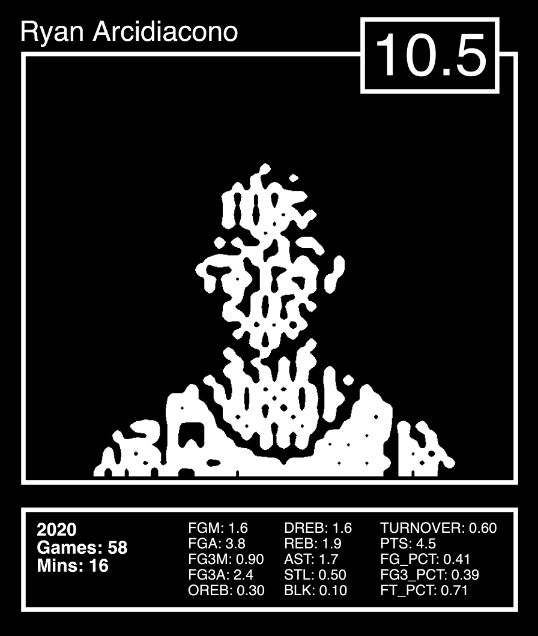 Ryan Arcidiacono
10.5
2020
Games: 58
Mins: 16
FGM: 1.6
FGA: 3.8
FG3M: 0.90
FG3A: 2.4
OREB: 0.30
DREB: 1.6
REB: 1.9
AST: 1.7
STL: 0.50
BLK: 0.10
TURNOVER: 0.60
PTS: 4.5
FG_PCT: 0.41
FG3_PCT: 0.39
FT_PCT: 0.71